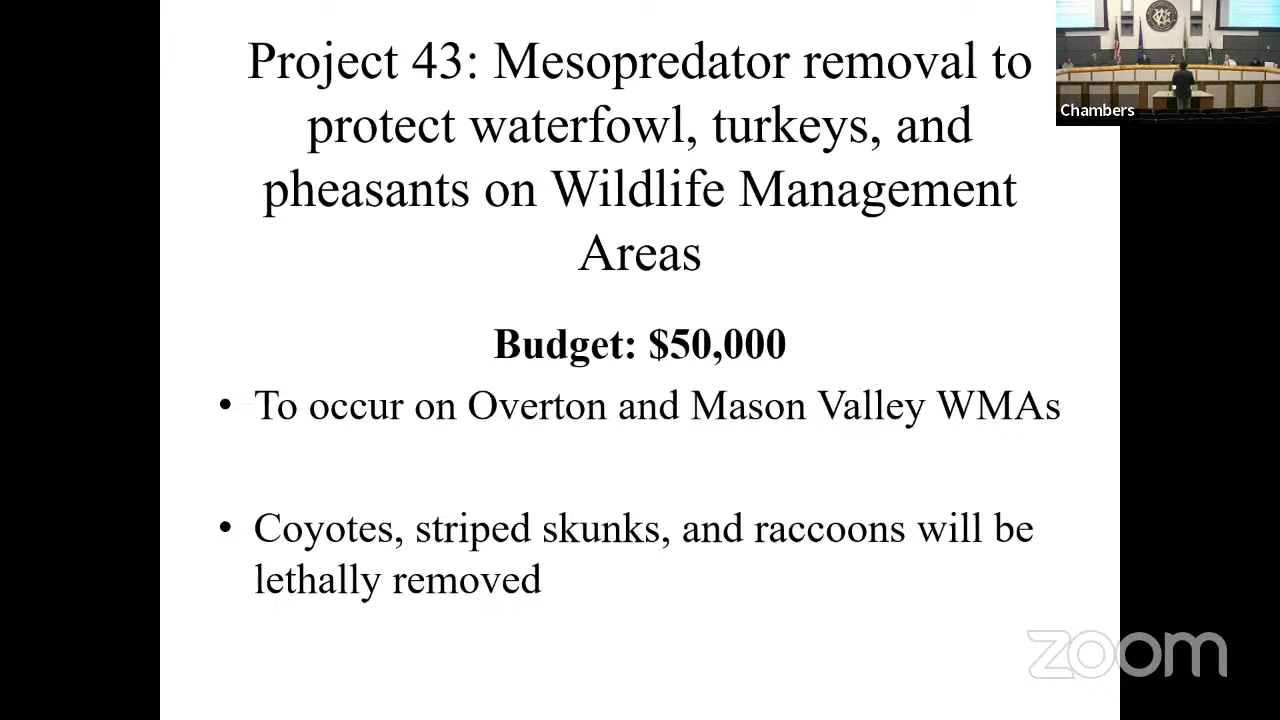 Project 43: Mesopredator removal to
protect waterfowl, turkeys, and
pheasants on Wildlife Management
Areas
Budget: $50,000
• To occur on Overton and Mason Valley WMAs
• Coyotes, striped skunks, and raccoons will be
lethally removed
Chambers
zoom